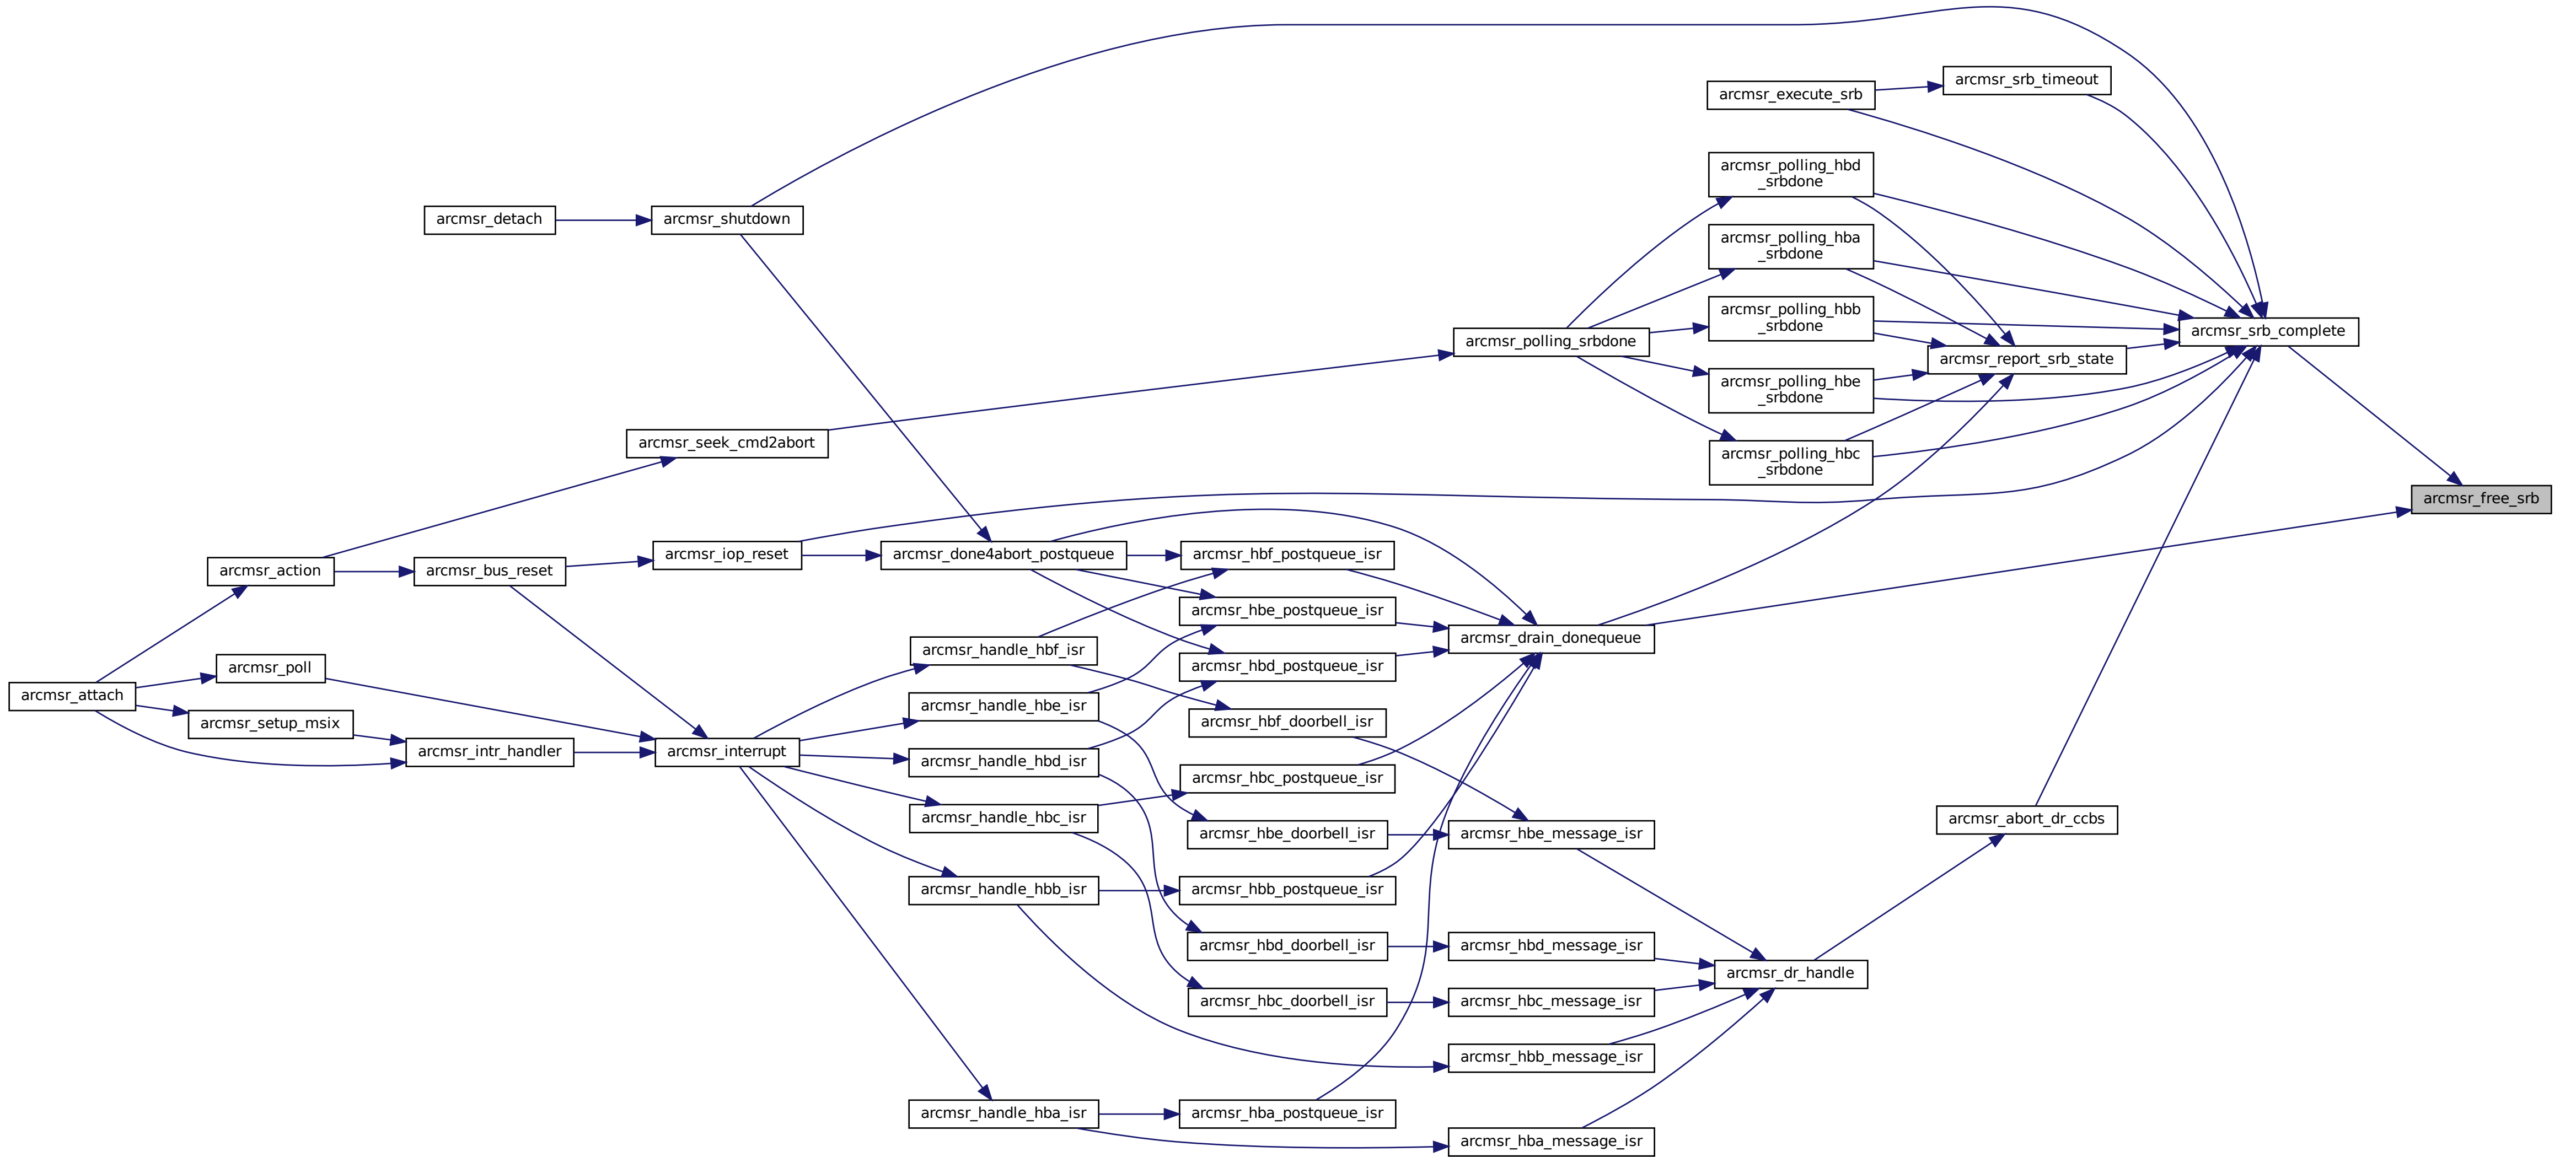 arcmsr_srb_timeout
arcmsr_execute_srb
arcmsr_polling_hbd
_srbdone
arcmsr_detach
arcmsr_shutdown
arcmsr_polling_hba
_srbdone
arcmsr_polling_hbb
_srbdone
arcmsr_srb_complete
arcmsr_polling_srbdone
arcmsr_report_srb_state
arcmsr_polling_hbe
_srbdone
arcmsr_seek_cmd2abort
arcmsr_polling_hbc
_srbdone
arcmsr_free_srb
arcmsr_iop_reset
arcmsr_done4abort_postqueue
arcmsr_hbf_postqueue_isr
arcmsr_action
arcmsr_bus_reset
arcmsr_hbe_postqueue_isr
arcmsr_drain_donequeue
arcmsr_handle_hbf_isr
arcmsr_poll
arcmsr_hbd_postqueue_isr
arcmsr_attach
arcmsr_handle_hbe_isr
arcmsr_setup_msix
arcmsr_hbf_doorbell_isr
arcmsr_intr_handler
arcmsr_interrupt
arcmsr_handle_hbd_isr
arcmsr_hbc_postqueue_isr
arcmsr_handle_hbc_isr
arcmsr_abort_dr_ccbs
arcmsr_hbe_doorbell_isr
arcmsr_hbe_message_isr
arcmsr_handle_hbb_isr
arcmsr_hbb_postqueue_isr
arcmsr_hbd_doorbell_isr
arcmsr_hbd_message_isr
arcmsr_dr_handle
arcmsr_hbc_doorbell_isr
arcmsr_hbc_message_isr
arcmsr_hbb_message_isr
arcmsr_handle_hba_isr
arcmsr_hba_postqueue_isr
arcmsr_hba_message_isr